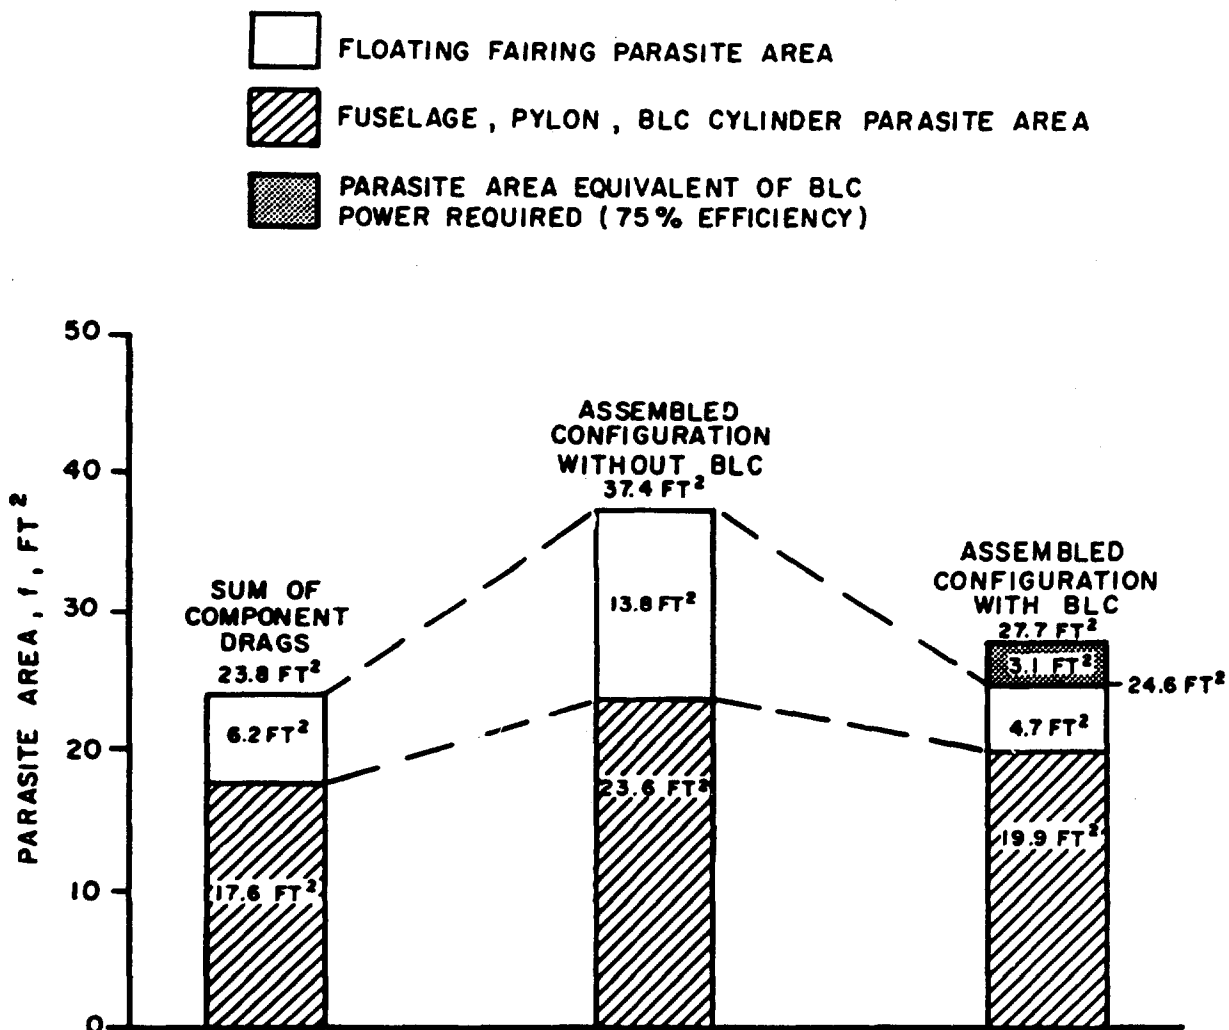 FLOATING FAIRING PARASITE AREA
FUSELAGE, PYLON, BLC CYLINDER PARASITE AREA
PARASITE AREA EQUIVALENT OF BLC
POWER REQUIRED (75% EFFICIENCY)
PARASITE AREA, f, FT²
50
40
30
20
10
0
SUM OF
COMPONENT
DRAGS
23.8 FT²
6.2 FT²
17.6 FT²
ASSEMBLED
CONFIGURATION
WITHOUT BLC
37.4 FT²
13.8 FT²
23.6 FT²
ASSEMBLED
CONFIGURATION
WITH BLC
27.7 FT²
3.1 FT²
24.6 FT²
4.7 FT²
19.9 FT²